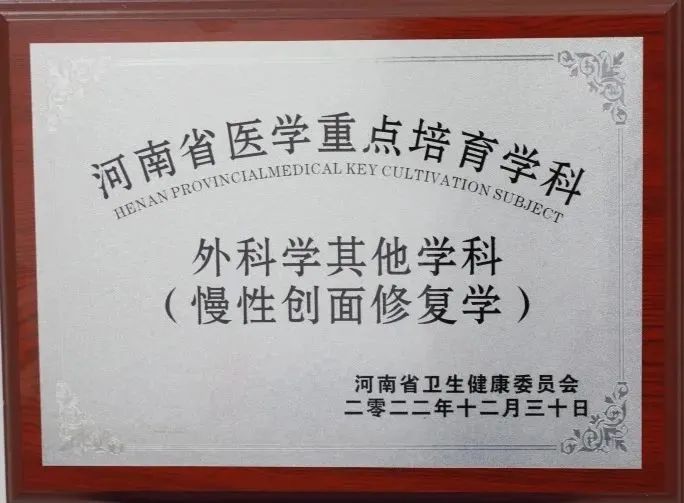 河南省医学重点培育学科
HENAN PROVINCIALMEDICAL KEY CULTIVATION SUBJECT
外科学其他学科
（慢性创面修复学）
河南省卫生健康委员会
二零二二年十二月三十日